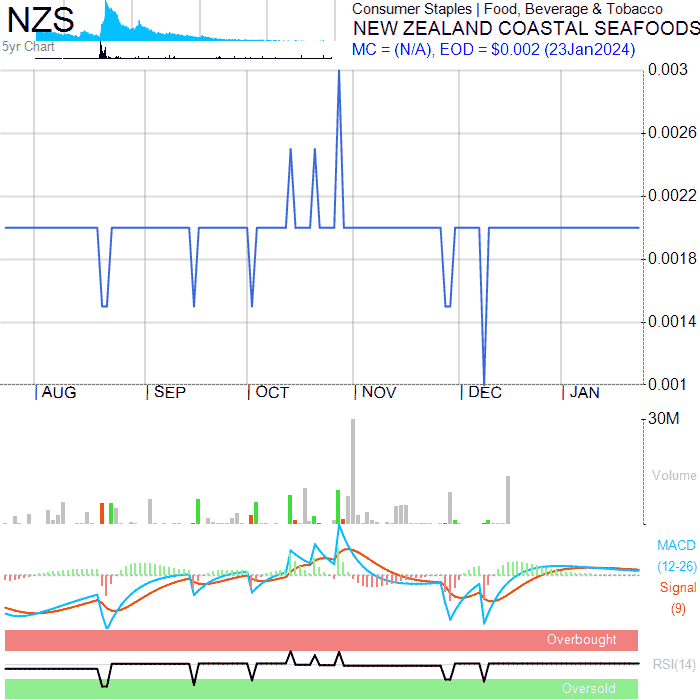 NZS
5yr Chart
Consumer Staples | Food, Beverage & Tobacco
NEW ZEALAND COASTAL SEAFOODS
MC = (N/A), EOD = $0.002 (23Jan2024)
0.003
0.0026
0.0022
0.0018
0.0014
0.001
AUG SEP OCT NOV DEC JAN
30M
Volume
MACD
(12-26)
Signal
(9)
Overbought
RSI(14)
Oversold